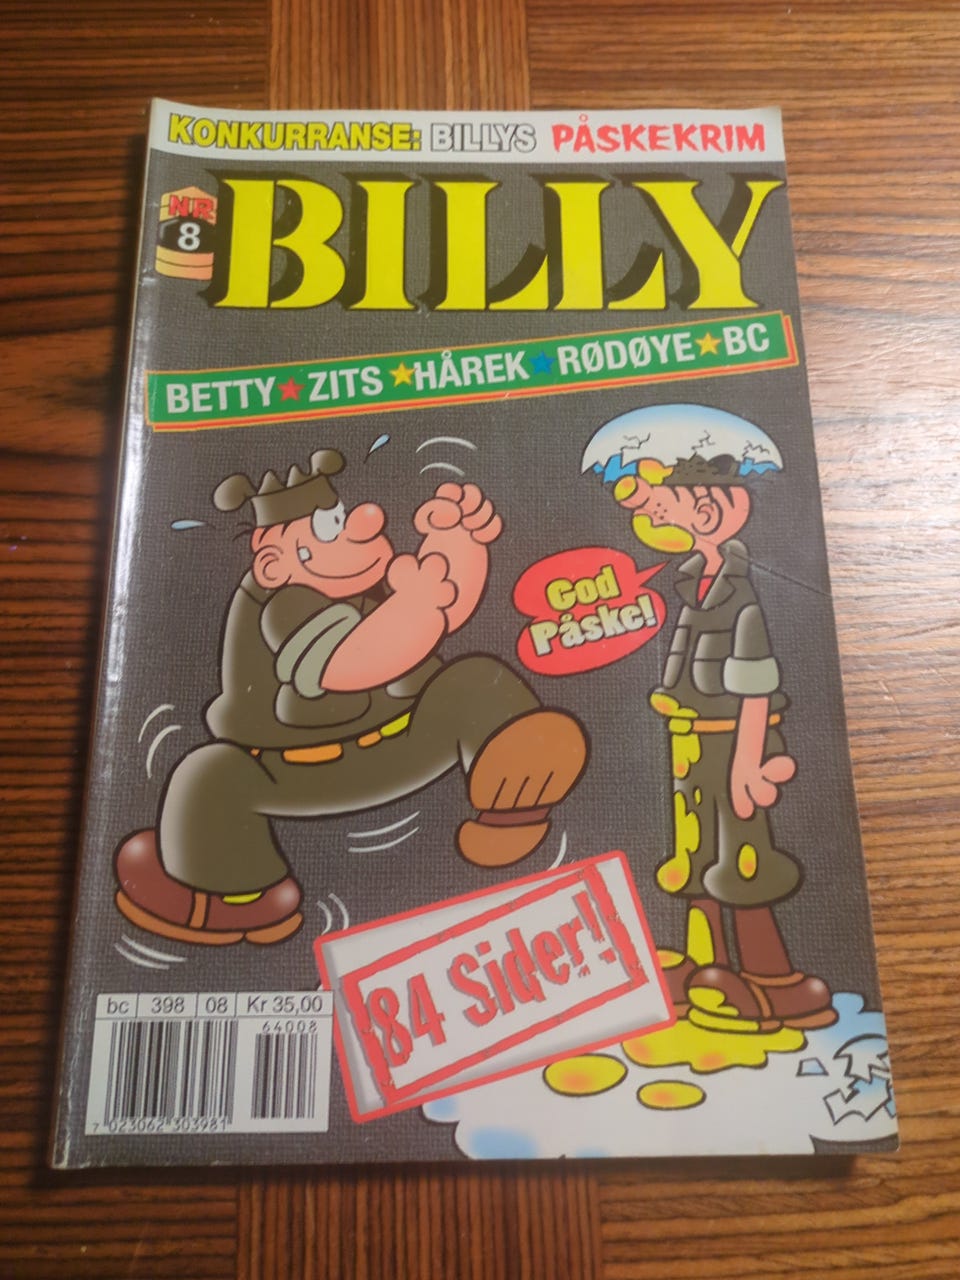 KONKURRANSE: BILLYS PÅSKEKRIM
NR
8
BILLY
BETTY ZITS HÅREK RØDØYE BC
God
Påske!
84 Sider!
bc 398 08 Kr 35,00
64008
7 023062 303981